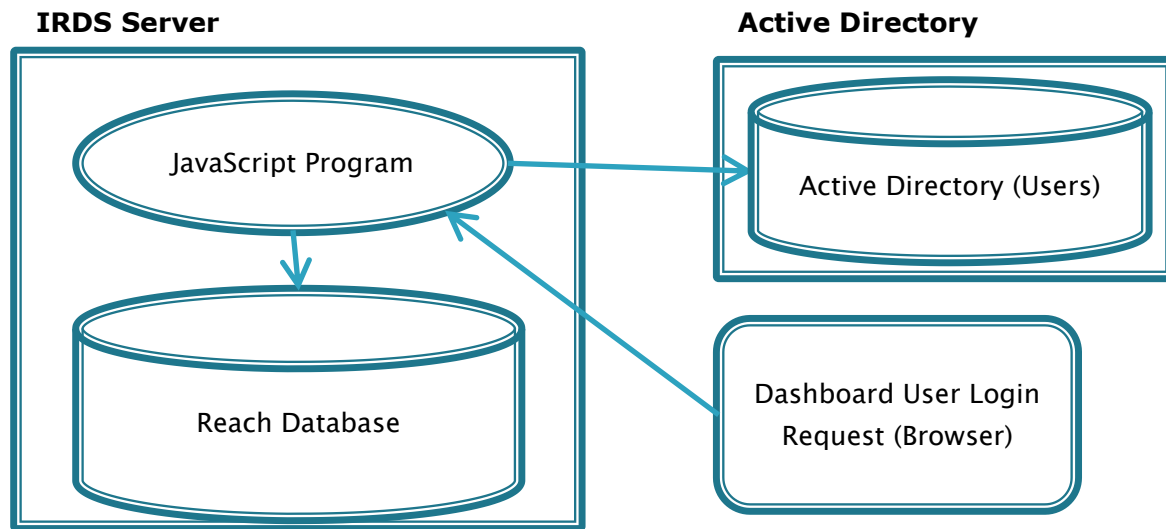 IRDS Server
Active Directory
JavaScript Program
Active Directory (Users)
Reach Database
Dashboard User Login
Request (Browser)